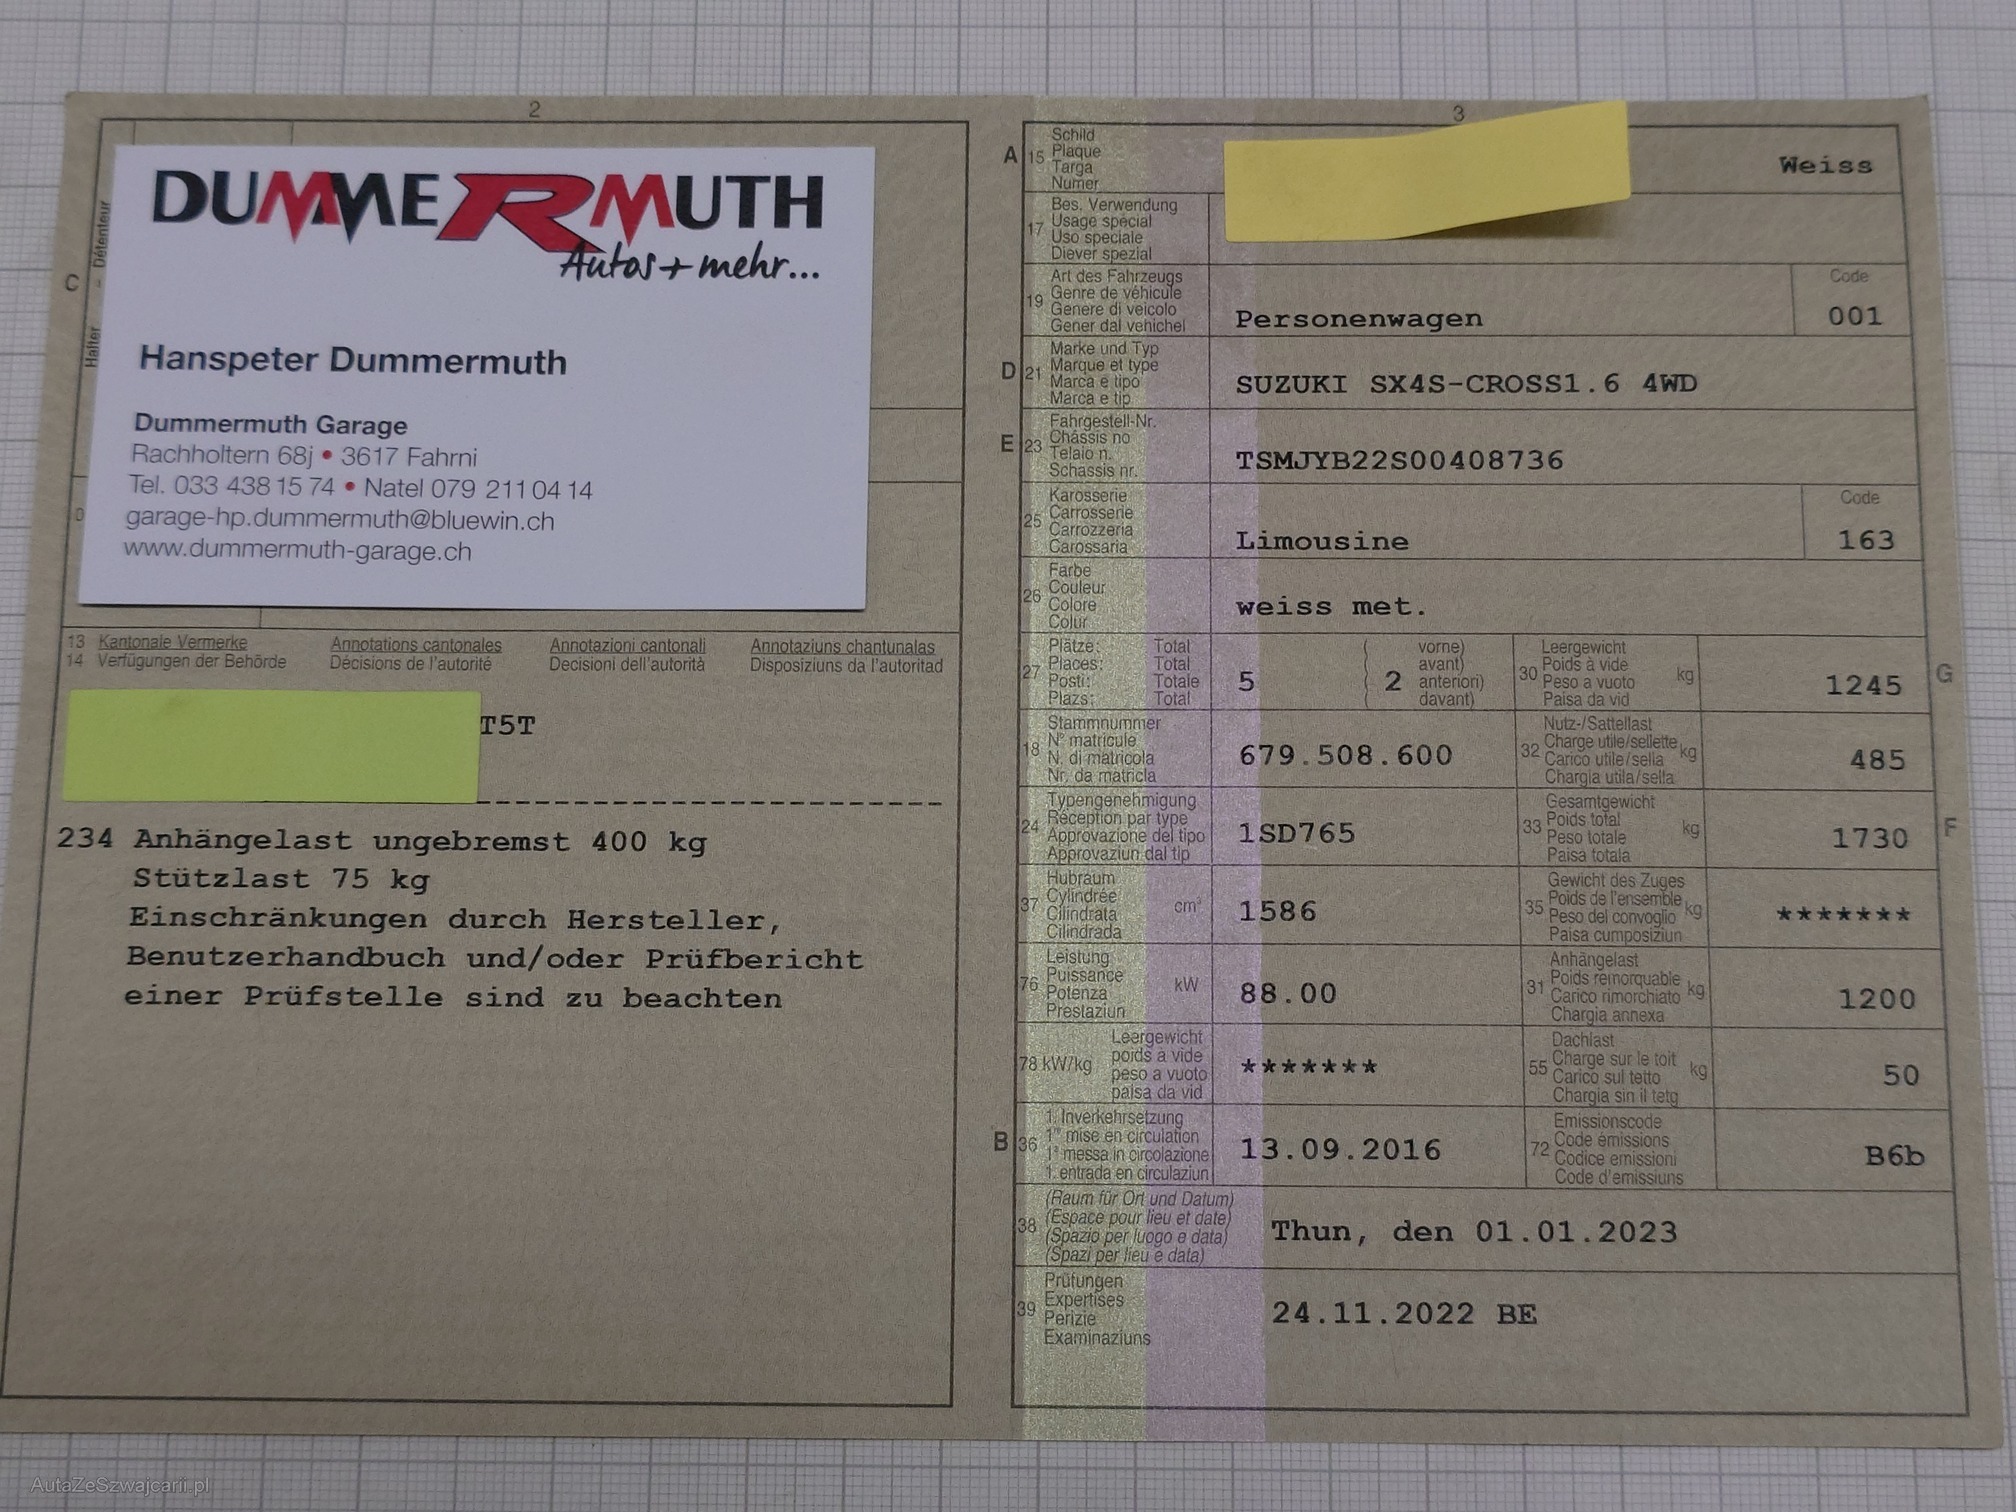 2
DUMMERMUTH
Autos + mehr...
Hanspeter Dummermuth
Dummermuth Garage
Rachholtern 68j • 3617 Fahrni
Tel. 033 438 15 74 • Natel 079 211 04 14
garage-hp.dummermuth@bluewin.ch
www.dummermuth-garage.ch
C
Halter - Détenteur
13 Kantonale Vermerke Annotations cantonales Annotazioni cantonali Annotaziuns chantunalas
14 Verfügungen der Behörde Décisions de l'autorité Decisioni dell'autorità Disposiziuns da l'autoritad
T5T
234 Anhängelast ungebremst 400 kg
Stützlast 75 kg
Einschränkungen durch Hersteller,
Benutzerhandbuch und/oder Prüfbericht
einer Prüfstelle sind zu beachten
3
A 15 Schild
Plaque
Targa
Numer
Weiss
17 Bes. Verwendung
Usage spécial
Uso speciale
Diever spezial
19 Art des Fahrzeugs
Genre de véhicule
Genere di veicolo
Gener dal vehichel
Personenwagen
Code
001
D 21 Marke und Typ
Marque et type
Marca e tipo
Marca e tip
SUZUKI SX4S-CROSS1.6 4WD
E 23 Fahrgestell-Nr.
Châssis no
Telaio n.
Schassis nr.
TSMJYB22S00408736
25 Karosserie
Carrosserie
Carrozzeria
Carossaria
Limousine
Code
163
26 Farbe
Couleur
Colore
Colur
weiss met.
27 Plätze: Total
Places: Total
Posti: Totale
Plazs: Total
5
( vorne)
( avant)
( 2 anteriori)
( davant)
30 Leergewicht
Poids à vide
Peso a vuoto
Paisa da vid
kg
1245
G
18 Stammnummer
N° matricule
N. di matricola
Nr. da matricla
679.508.600
32 Nutz-/Sattellast
Charge utile/sellette
Carico utile/sella
Chargia utila/sella
kg
485
24 Typengenehmigung
Réception par type
Approvazione del tipo
Approvaziun dal tip
1SD765
33 Gesamtgewicht
Poids total
Peso totale
Paisa totala
kg
1730
F
37 Hubraum
Cylindrée
Cilindrata
Cilindrada
cm³
1586
35 Gewicht des Zuges
Poids de l'ensemble
Peso del convoglio
Paisa cumposiziun
kg
*******
76 Leistung
Puissance
Potenza
Prestaziun
kW
88.00
31 Anhängelast
Poids remorquable
Carico rimorchiato
Chargia annexa
kg
1200
78 kW/kg
Leergewicht
poids à vide
peso a vuoto
paisa da vid
*******
55 Dachlast
Charge sur le toit
Carico sul tetto
Chargia sin il tetg
kg
50
B 36 1. Inverkehrsetzung
1re mise en circulation
1a messa in circolazione
1. entrada en circulaziun
13.09.2016
72 Emissionscode
Code émissions
Codice emissioni
Code d'emissiuns
B6b
38 (Raum für Ort und Datum)
(Espace pour lieu et date)
(Spazio per luogo e data)
(Spazi per lieu e data)
Thun, den 01.01.2023
39 Prüfungen
Expertises
Perizie
Examinaziuns
24.11.2022 BE
AutaZeSzwajcarii.pl